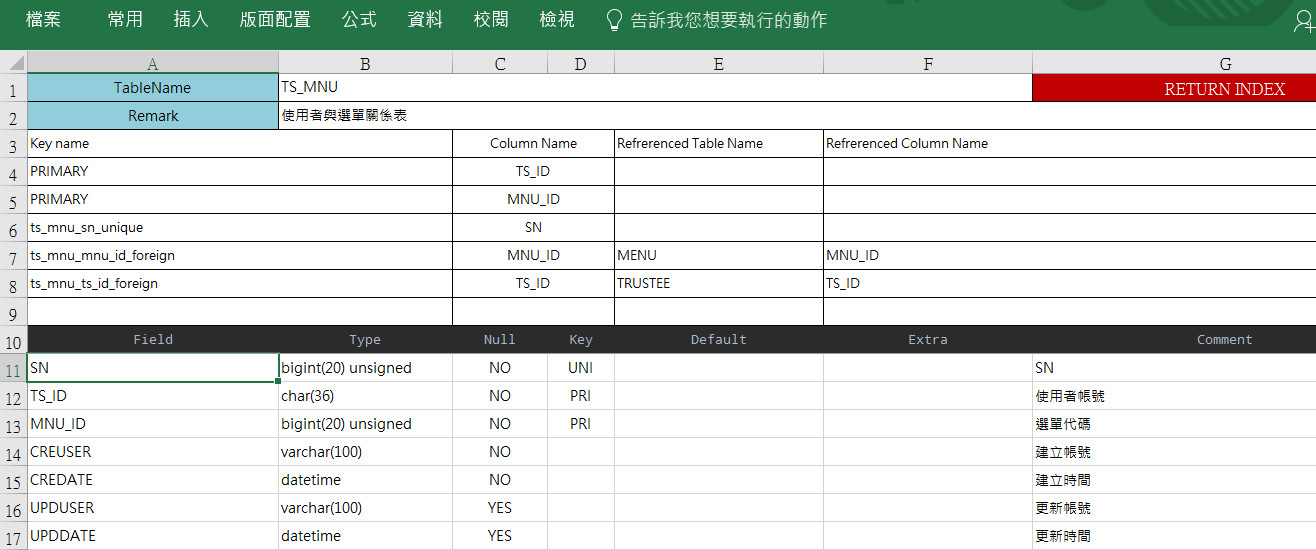 檔案 常用 插入 版面配置 公式 資料 校閱 檢視 告訴我您想要執行的動作
A B C D E F G
1 TableName TS_MNU RETURN INDEX
2 Remark 使用者與選單關係表
3 Key name Column Name Refrerenced Table Name Refrerenced Column Name
4 PRIMARY TS_ID
5 PRIMARY MNU_ID
6 ts_mnu_sn_unique SN
7 ts_mnu_mnu_id_foreign MNU_ID MENU MNU_ID
8 ts_mnu_ts_id_foreign TS_ID TRUSTEE TS_ID
9
10 Field Type Null Key Default Extra Comment
11 SN bigint(20) unsigned NO UNI SN
12 TS_ID char(36) NO PRI 使用者帳號
13 MNU_ID bigint(20) unsigned NO PRI 選單代碼
14 CREUSER varchar(100) NO 建立帳號
15 CREDATE datetime NO 建立時間
16 UPDUSER varchar(100) YES 更新帳號
17 UPDDATE datetime YES 更新時間